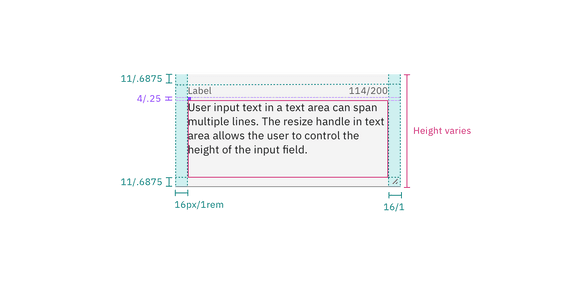 11/.6875
Label 114/200
4/.25
User input text in a text area can span
multiple lines. The resize handle in text
area allows the user to control the
height of the input field.
Height varies
11/.6875
16px/1rem
16/1